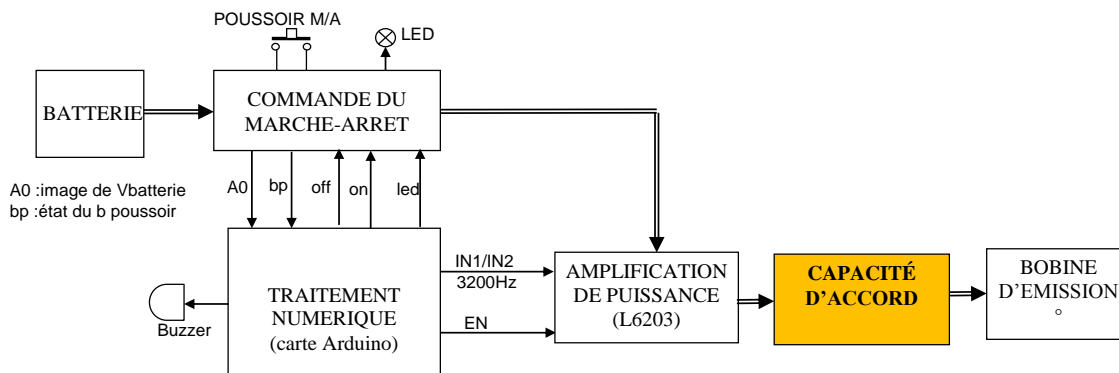 POUSSOIR M/A
LED
BATTERIE
COMMANDE DU
MARCHE-ARRET
A0 :image de Vbatterie
bp :état du b poussoir
A0
bp
off
on
led
TRAITEMENT
NUMERIQUE
(carte Arduino)
Buzzer
IN1/IN2
3200Hz
EN
AMPLIFICATION
DE PUISSANCE
(L6203)
CAPACITÉ
D’ACCORD
BOBINE
D’EMISSION
°